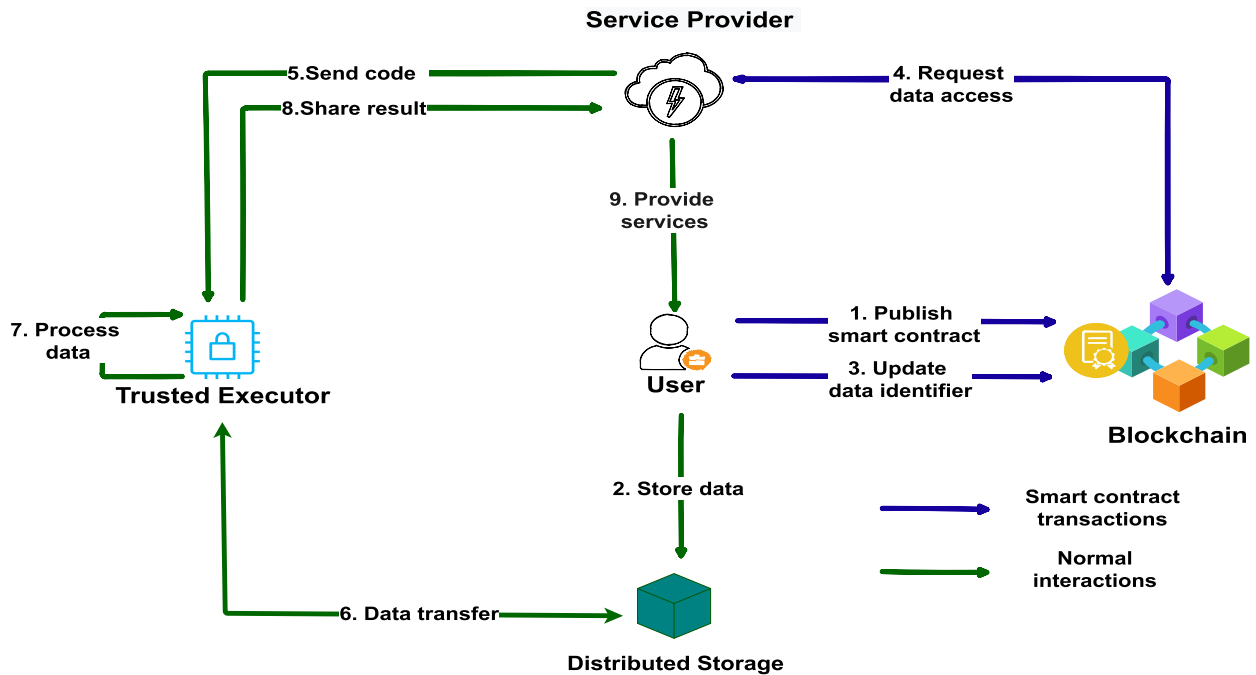 Service Provider
5.Send code
4. Request
data access
8.Share result
9. Provide
services
7. Process
data
Trusted Executor
User
1. Publish
smart contract
3. Update
data identifier
Blockchain
2. Store data
Smart contract
transactions
Normal
interactions
6. Data transfer
Distributed Storage